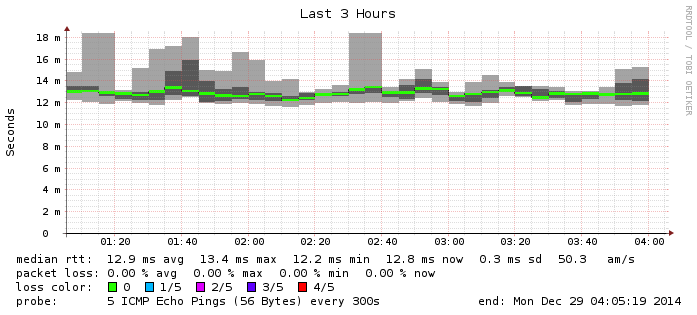 Last 3 Hours
RRDTOOL / TOBI OETIKER
Seconds
18 m
16 m
14 m
12 m
10 m
8 m
6 m
4 m
2 m
0
01:20 01:40 02:00 02:20 02:40 03:00 03:20 03:40 04:00
median rtt: 12.9 ms avg 13.4 ms max 12.2 ms min 12.8 ms now 0.3 ms sd 50.3 am/s
packet loss: 0.00 % avg 0.00 % max 0.00 % min 0.00 % now
loss color: 0 1/5 2/5 3/5 4/5
probe: 5 ICMP Echo Pings (56 Bytes) every 300s end: Mon Dec 29 04:05:19 2014